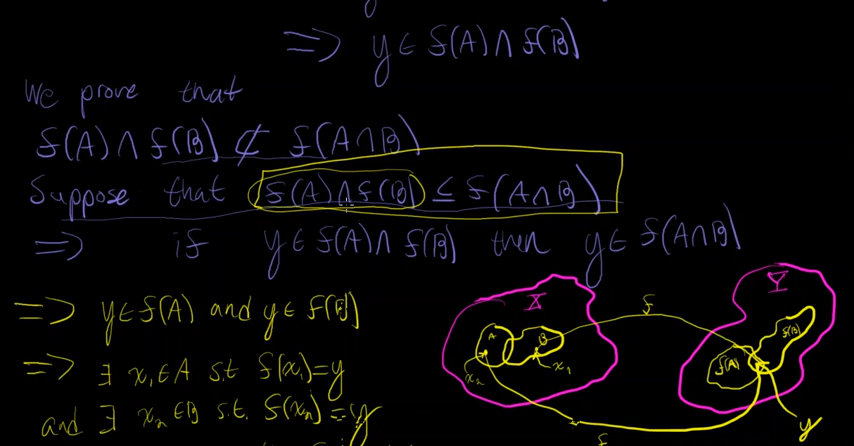 ⇒ y ∈ f(A) ∩ f(B)
We prove that
f(A) ∩ f(B) ⊄ f(A∩B)
Suppose that f(A)∩f(B) ⊆ f(A∩B)
⇒ if y ∈ f(A) ∩ f(B) then y ∈ f(A∩B)
⇒ y ∈ f(A) and y ∈ f(B)
⇒ ∃ x₁ ∈ A s.t f(x₁)=y
and ∃ x₂ ∈ B s.t. f(x₂)=y
X
Y
f
A
B
x₂
x₁
f(A)
f(B)
y
f